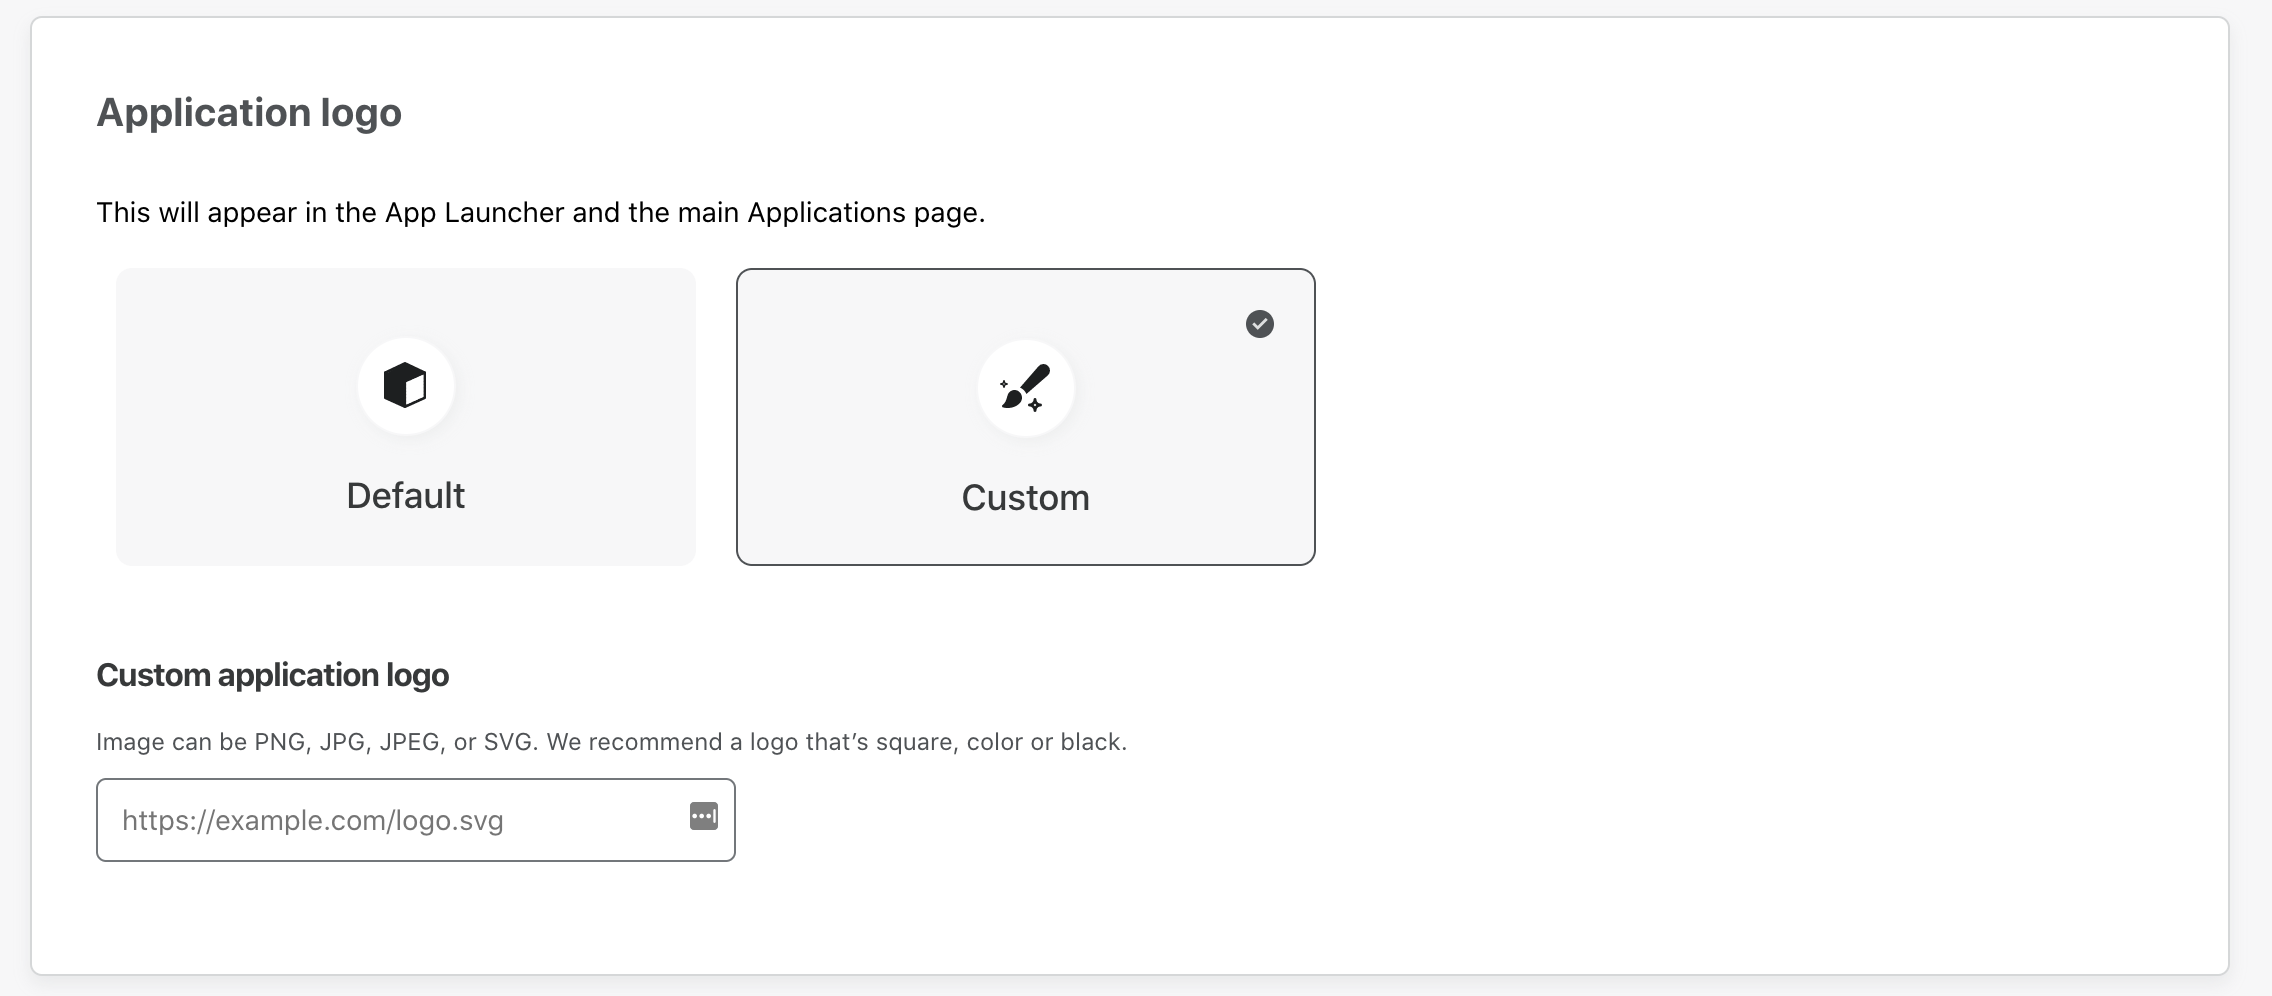 Application logo
This will appear in the App Launcher and the main Applications page.
Default
Custom
Custom application logo
Image can be PNG, JPG, JPEG, or SVG. We recommend a logo that’s square, color or black.
https://example.com/logo.svg